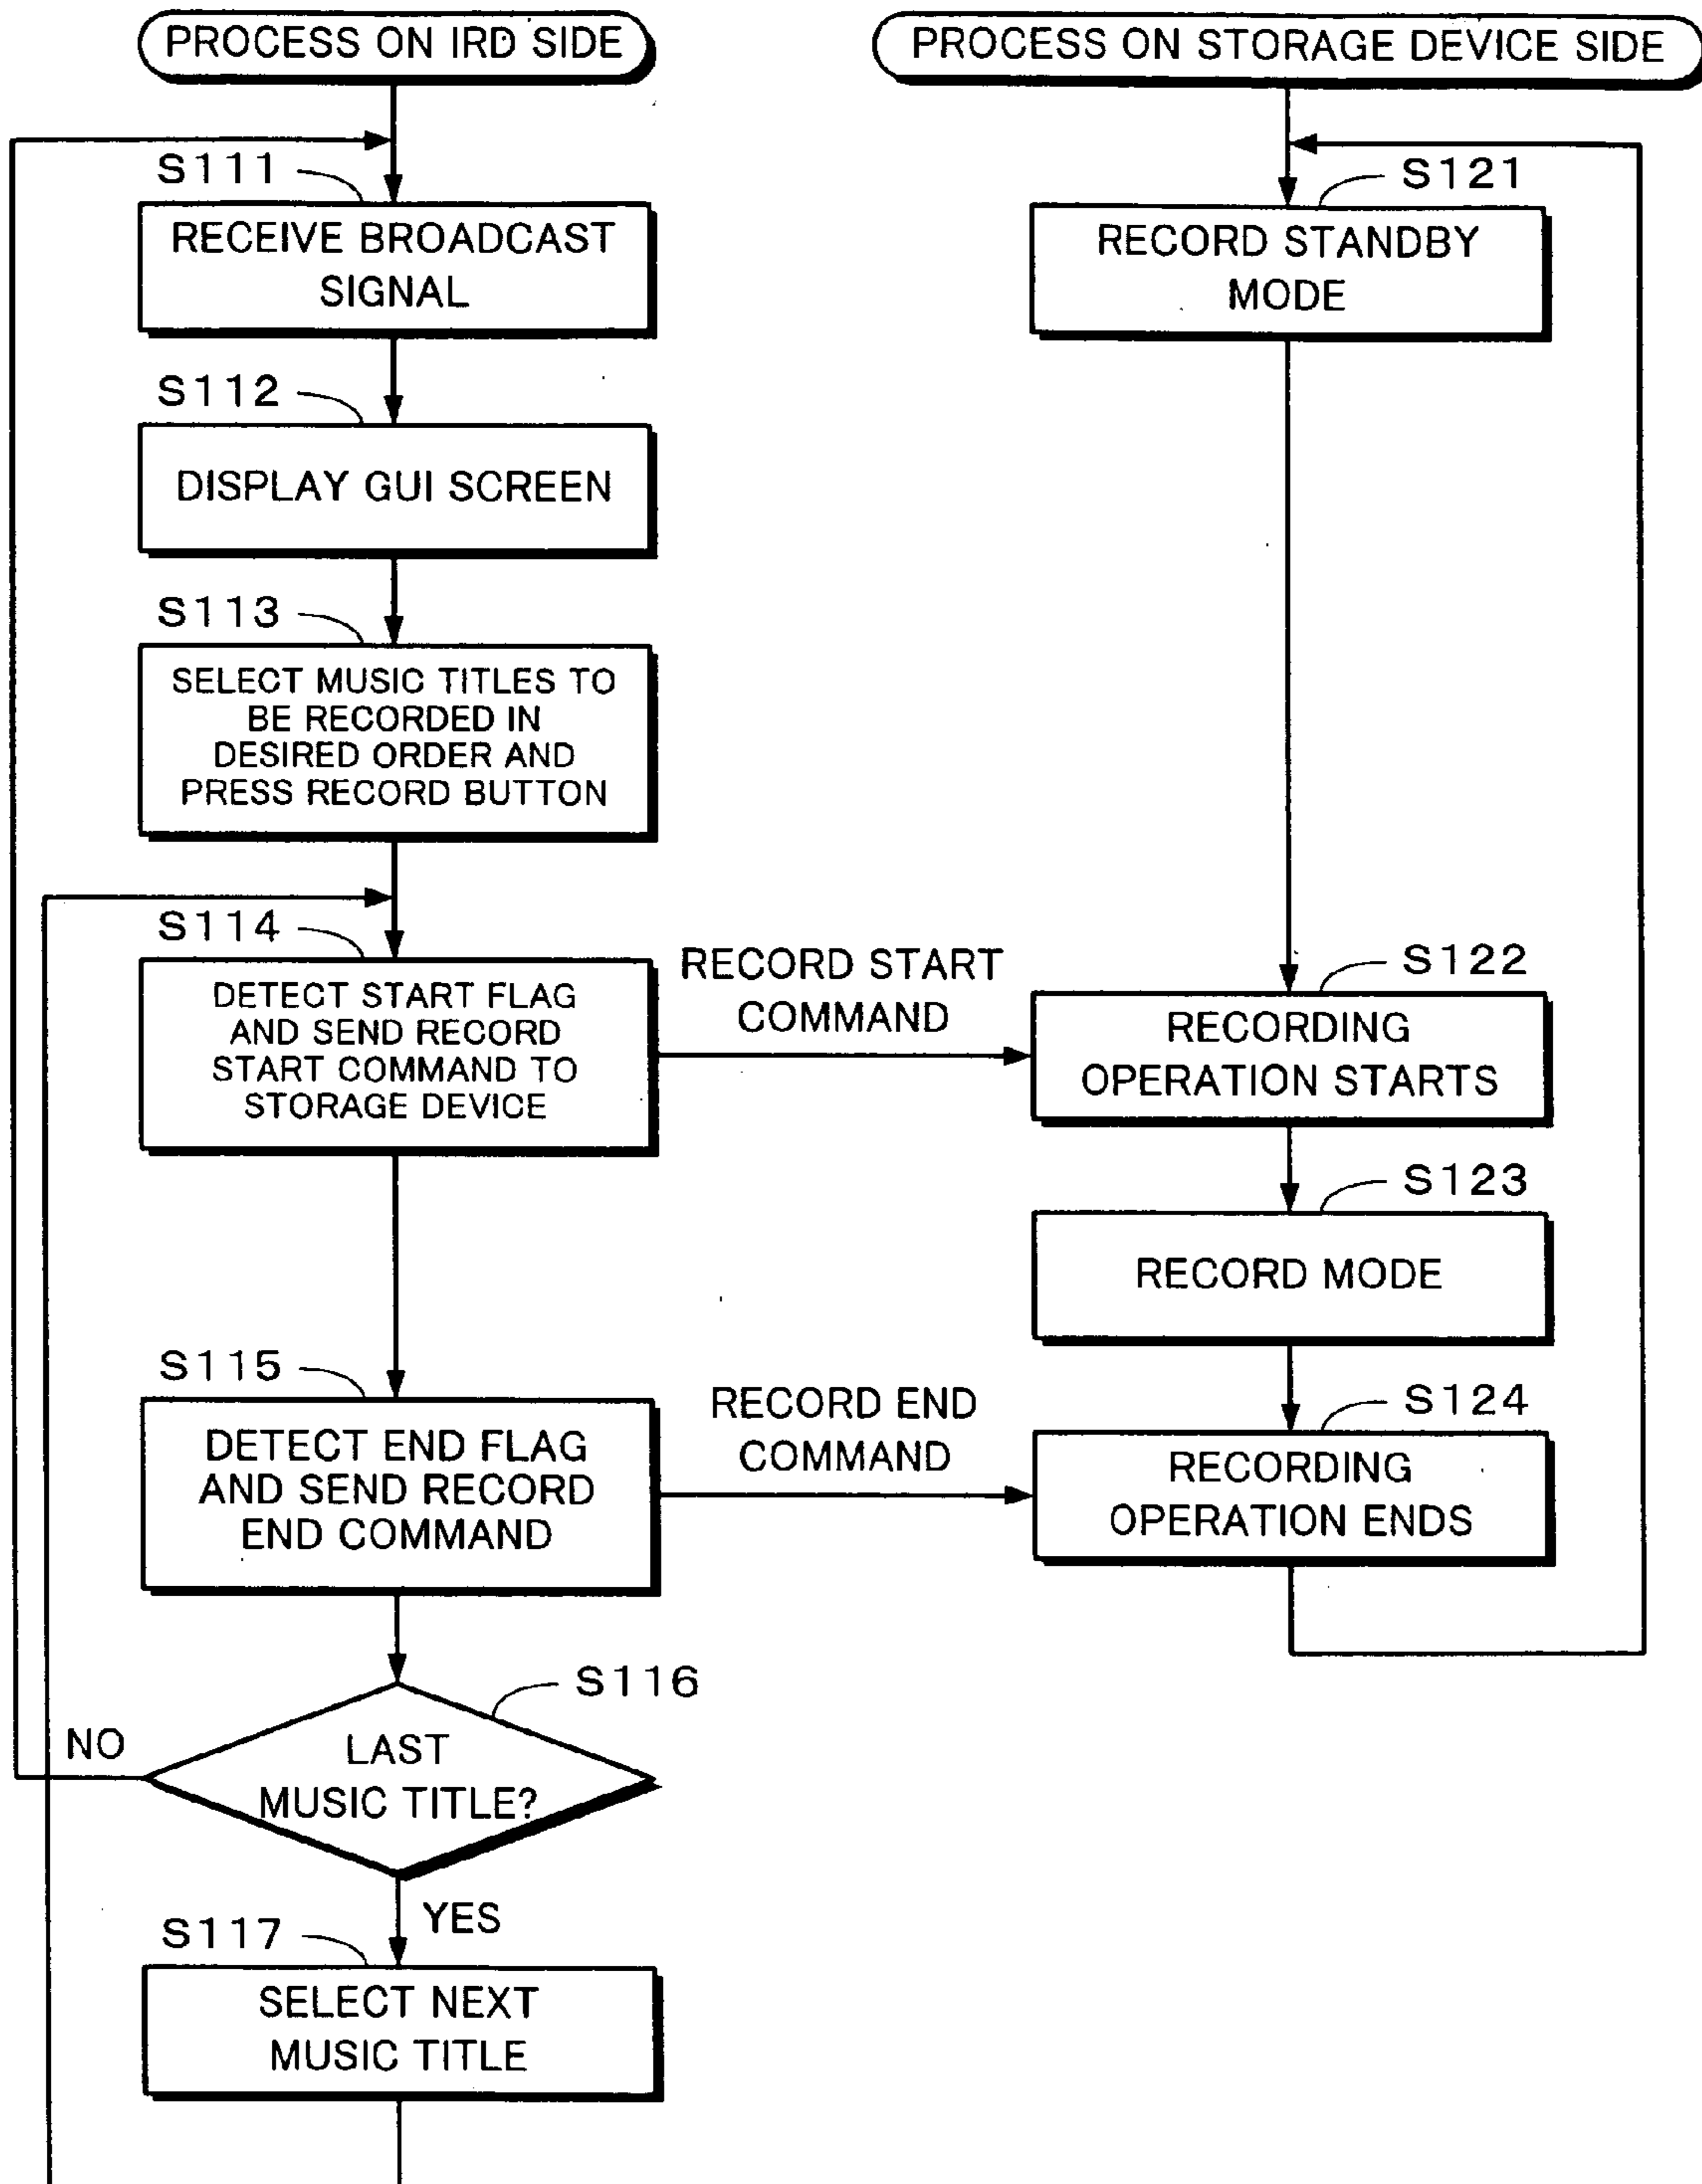 PROCESS ON IRD SIDE
S111
RECEIVE BROADCAST
SIGNAL
S112
DISPLAY GUI SCREEN
S113
SELECT MUSIC TITLES TO
BE RECORDED IN
DESIRED ORDER AND
PRESS RECORD BUTTON
S114
DETECT START FLAG
AND SEND RECORD
START COMMAND TO
STORAGE DEVICE
RECORD START
COMMAND
S115
DETECT END FLAG
AND SEND RECORD
END COMMAND
RECORD END
COMMAND
S116
LAST
MUSIC TITLE?
NO
YES
S117
SELECT NEXT
MUSIC TITLE
PROCESS ON STORAGE DEVICE SIDE
S121
RECORD STANDBY
MODE
S122
RECORDING
OPERATION STARTS
S123
RECORD MODE
S124
RECORDING
OPERATION ENDS